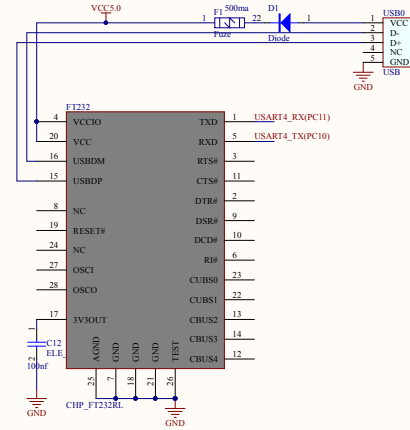 VCC5.0
F1 500ma
1 22
Fuze
D1
2 1
Diode
USB0
1 VCC
2 D-
3 D+
4 NC
5 GND
USB
GND
FT232
4 VCCIO
20 VCC
16 USBDM
15 USBDP
8 NC
19 RESET#
24 NC
27 OSCI
28 OSCO
17 3V3OUT
TXD 1 USART4_RX(PC11)
RXD 5 USART4_TX(PC10)
RTS# 3
CTS# 11
DTR# 2
DSR# 9
DCD# 10
RI# 6
CUBS0 23
CUBS1 22
CBUS2 13
CBUS3 14
CBUS4 12
AGND GND GND GND TEST
25 7 18 21 26
1
C12
ELE_
2
100nf
GND
CHP_FT232RL
GND